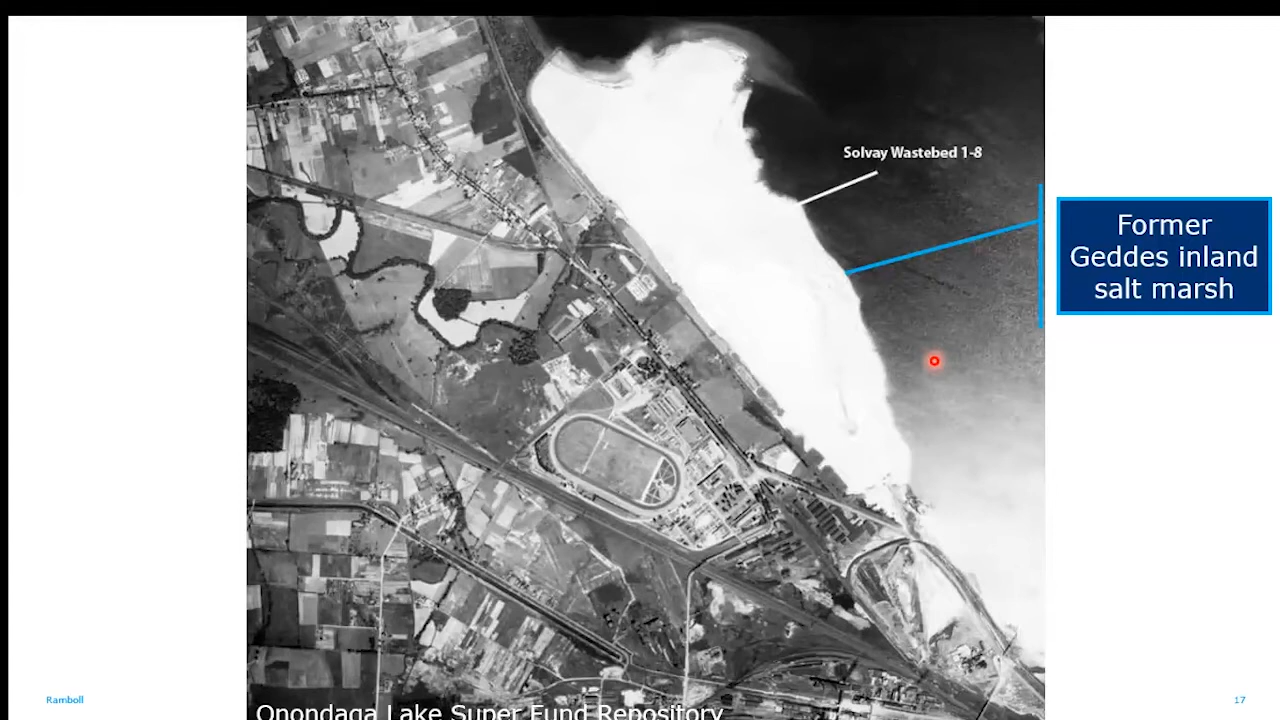 Solvay Wastebed 1-8
Former
Geddes inland
salt marsh
Ramboll
17
Onondaga Lake Super Fund Repository